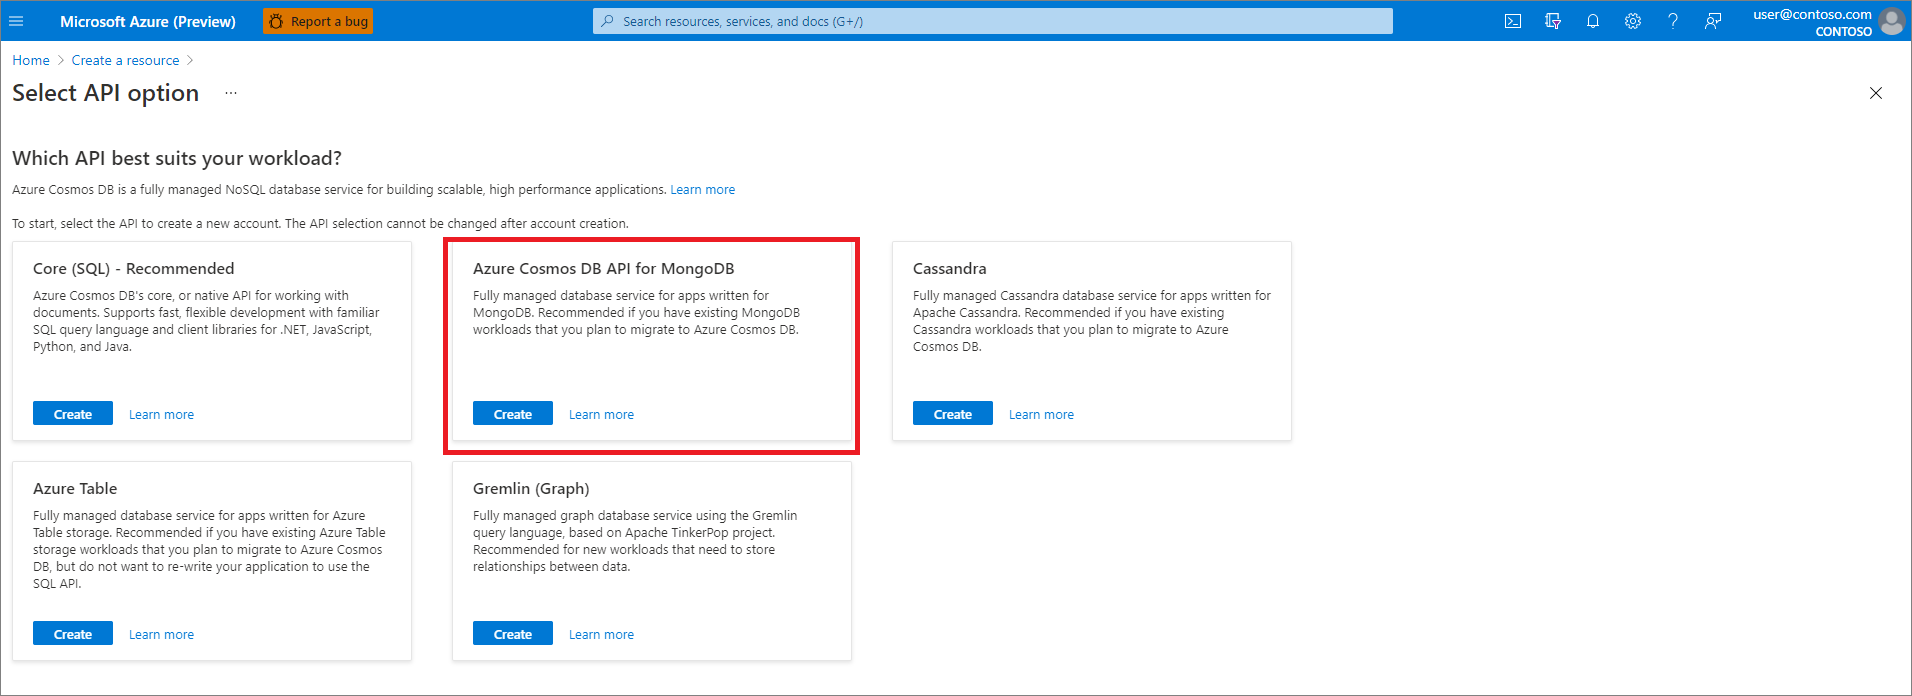 Microsoft Azure (Preview)
Report a bug
Search resources, services, and docs (G+/)
user@contoso.com
CONTOSO
Home > Create a resource >
Select API option ...
Which API best suits your workload?
Azure Cosmos DB is a fully managed NoSQL database service for building scalable, high performance applications. Learn more
To start, select the API to create a new account. The API selection cannot be changed after account creation.
Core (SQL) - Recommended
Azure Cosmos DB's core, or native API for working with
documents. Supports fast, flexible development with familiar
SQL query language and client libraries for .NET, JavaScript,
Python, and Java.
Create
Learn more
Azure Cosmos DB API for MongoDB
Fully managed database service for apps written for
MongoDB. Recommended if you have existing MongoDB
workloads that you plan to migrate to Azure Cosmos DB.
Create
Learn more
Cassandra
Fully managed Cassandra database service for apps written for
Apache Cassandra. Recommended if you have existing
Cassandra workloads that you plan to migrate to Azure
Cosmos DB.
Create
Learn more
Azure Table
Fully managed database service for apps written for Azure
Table storage. Recommended if you have existing Azure Table
storage workloads that you plan to migrate to Azure Cosmos
DB, but do not want to re-write your application to use the
SQL API.
Create
Learn more
Gremlin (Graph)
Fully managed graph database service using the Gremlin
query language, based on Apache TinkerPop project.
Recommended for new workloads that need to store
relationships between data.
Create
Learn more